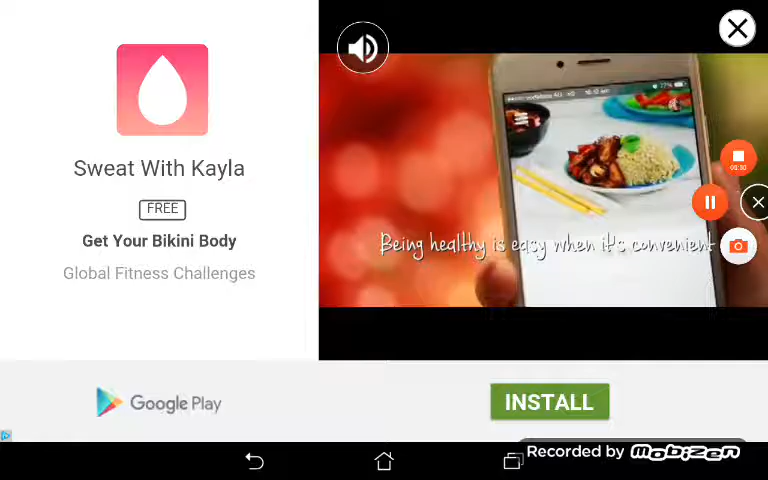 Sweat With Kayla
FREE
Get Your Bikini Body
Global Fitness Challenges
Being healthy is easy when it's convenient
77%
Google Play
INSTALL
Recorded by Mobizen